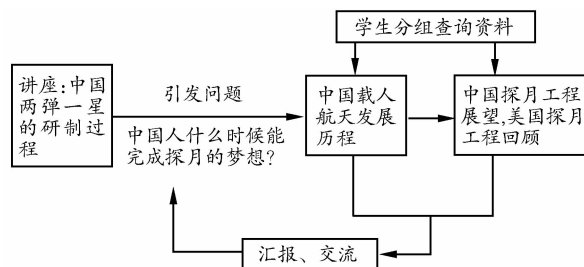 学生分组查询资料
讲座:中国
两弹一星
的研制过
程
引发问题
中国人什么时候能
完成探月的梦想?
中国载人
航天发展
历程
中国探月工程
展望,美国探月
工程回顾
汇报、交流